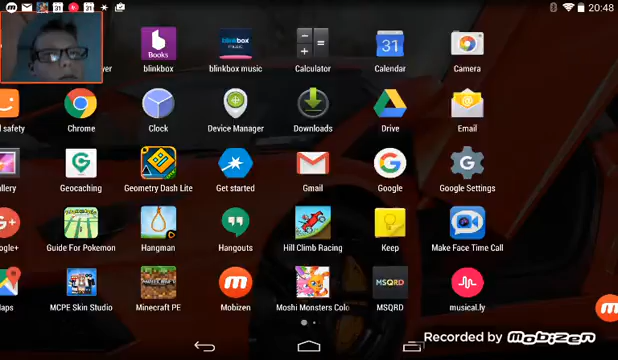 20:48
31
Books
blinkbox music
+ - =
yer blinkbox blinkbox music Calculator Calendar Camera
d safety Chrome Clock Device Manager Downloads Drive Email
allery Geocaching Geometry Dash Lite Get started Gmail Google Google Settings
ogle+ Guide For Pokemon Hangman Hangouts Hill Climb Racing Keep Make Face Time Call
MSQRD
aps MCPE Skin Studio Minecraft PE Mobizen Moshi Monsters Colo MSQRD musical.ly
Recorded by Mobizen